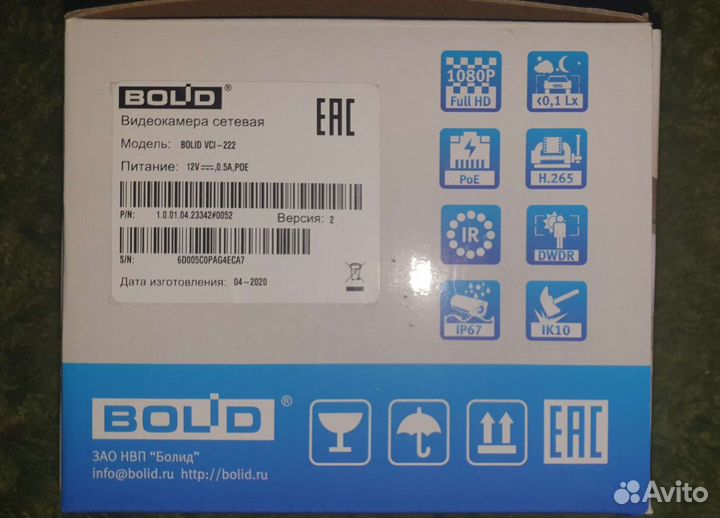 BOLID®
EAC
Видеокамера сетевая
Модель: BOLID VCI-222
Питание: 12V⎓,0.5A,POE
P/N: 1.0.01.04.23342#0052
Версия: 2
S/N: 6D005C0PAG4ECA7
Дата изготовления: 04-2020
1080P
Full HD
<0,1 Lx
PoE
H.265
IR
DWDR
IP67
IK10
BOLID®
EAC
ЗАО НВП "Болид"
info@bolid.ru http://bolid.ru
Avito